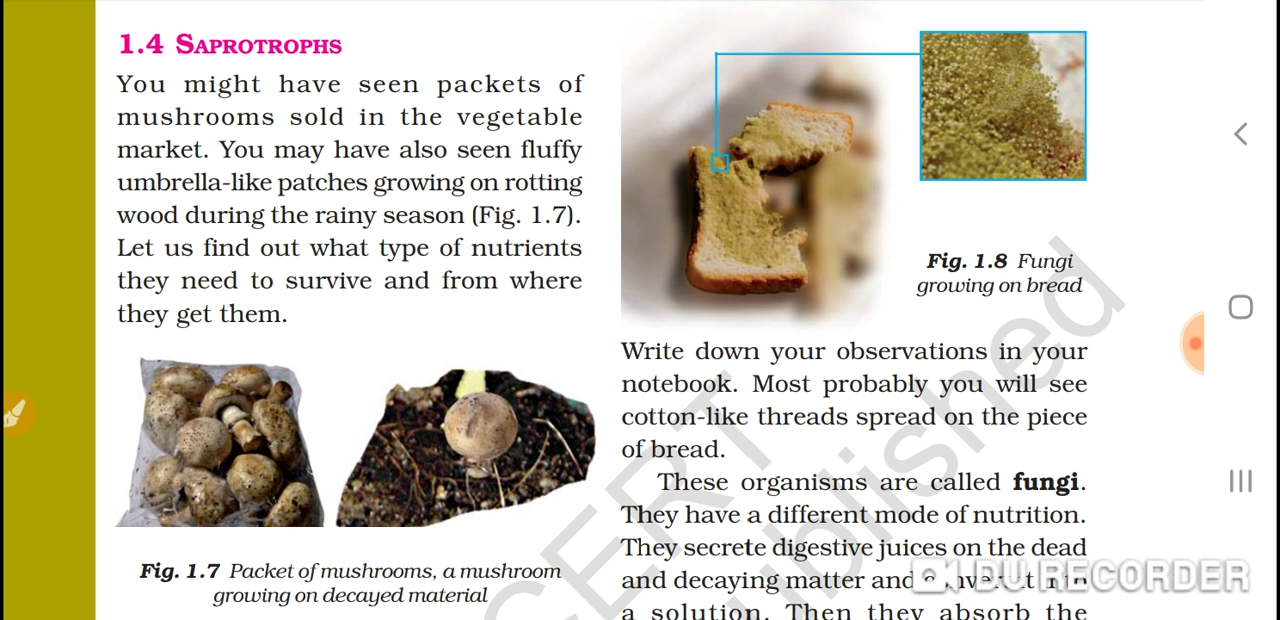 1.4 SAPROTROPHS
You might have seen packets of
mushrooms sold in the vegetable
market. You may have also seen fluffy
umbrella-like patches growing on rotting
wood during the rainy season (Fig. 1.7).
Let us find out what type of nutrients
they need to survive and from where
they get them.
Fig. 1.7 Packet of mushrooms, a mushroom
growing on decayed material
Fig. 1.8 Fungi
growing on bread
Write down your observations in your
notebook. Most probably you will see
cotton-like threads spread on the piece
of bread.
These organisms are called fungi.
They have a different mode of nutrition.
They secrete digestive juices on the dead
and decaying matter and
a solution. Then they absorb the
DU RECORDER